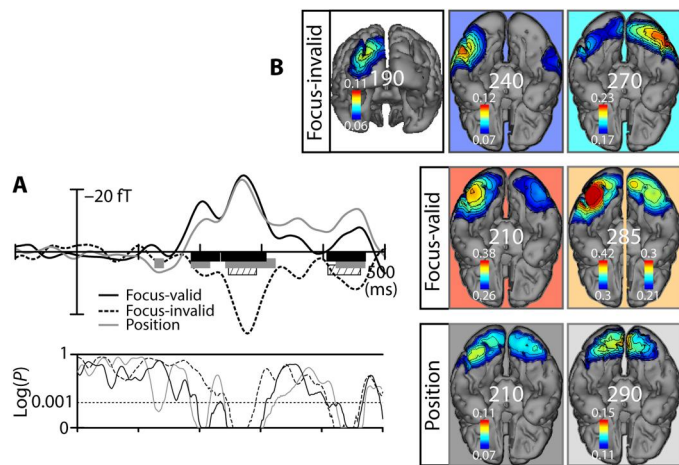 B
Focus-invalid
190
0.11
0.06
240
0.12
0.07
270
0.23
0.17
A
−20 fT
500
(ms)
Focus-valid
Focus-invalid
Position
Log(P)
1
0.001
0
Focus-valid
210
0.38
0.26
285
0.42
0.3
0.3
0.21
Position
210
0.11
0.07
290
0.15
0.11